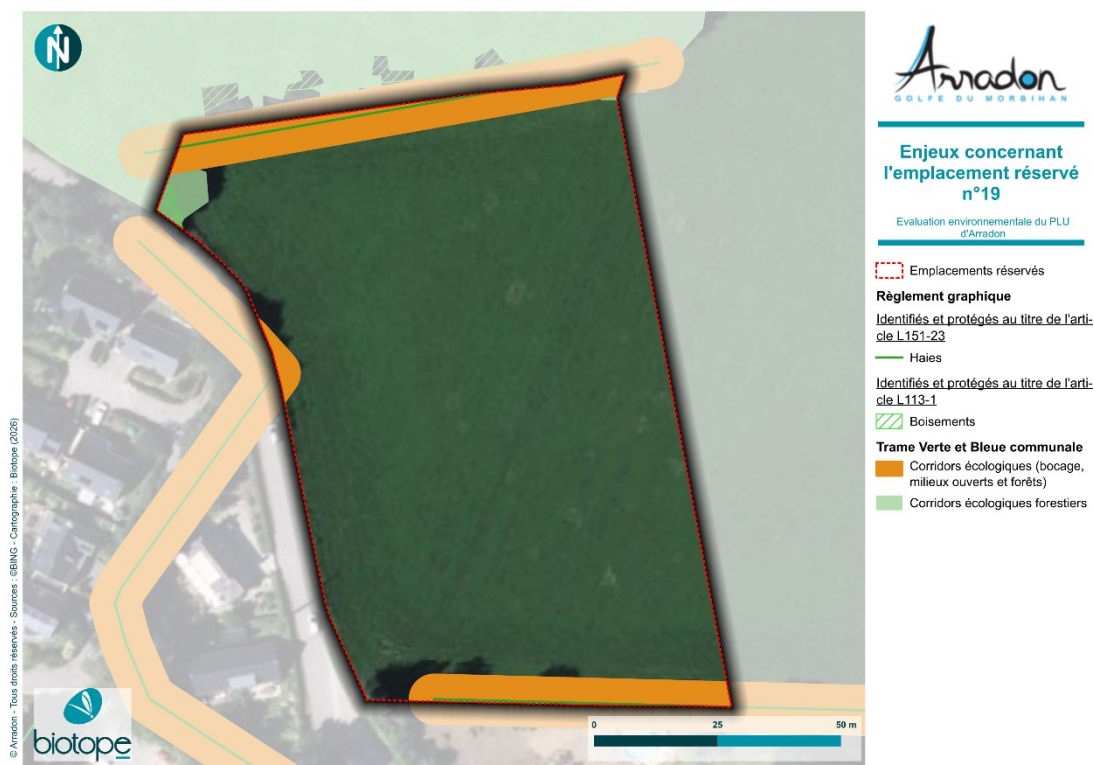 N
Arradon
GOLFE DU MORBIHAN
Enjeux concernant
l'emplacement réservé
n°19
Evaluation environnementale du PLU
d'Arradon
Emplacements réservés
Règlement graphique
Identifiés et protégés au titre de l'arti-
cle L151-23
Haies
Identifiés et protégés au titre de l'arti-
cle L113-1
Boisements
Trame Verte et Bleue communale
Corridors écologiques (bocage,
milieux ouverts et forêts)
Corridors écologiques forestiers
© Arradon - Tous droits réservés - Sources : ©BING - Cartographie : Biotope (2026)
biotope
0 25 50 m